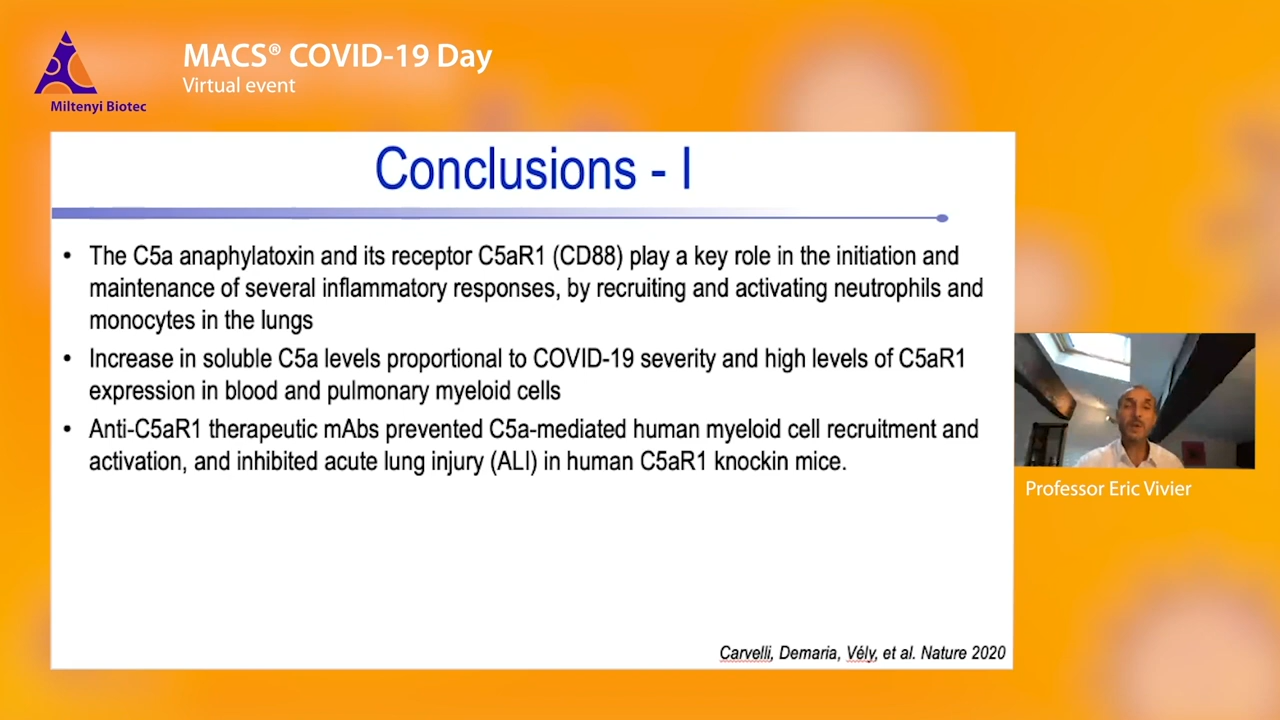 MACS® COVID-19 Day
Virtual event
Miltenyi Biotec
Conclusions - I
• The C5a anaphylatoxin and its receptor C5aR1 (CD88) play a key role in the initiation and
maintenance of several inflammatory responses, by recruiting and activating neutrophils and
monocytes in the lungs
• Increase in soluble C5a levels proportional to COVID-19 severity and high levels of C5aR1
expression in blood and pulmonary myeloid cells
• Anti-C5aR1 therapeutic mAbs prevented C5a-mediated human myeloid cell recruitment and
activation, and inhibited acute lung injury (ALI) in human C5aR1 knockin mice.
Carvelli, Demaria, Vély, et al. Nature 2020
Professor Eric Vivier